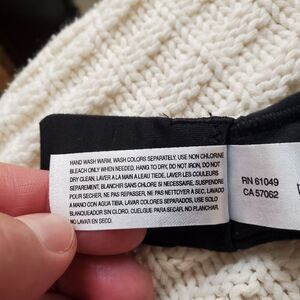 HAND WASH WARM, WASH COLORS SEPARATELY, USE NON CHLORINE
BLEACH ONLY WHEN NEEDED, HANG TO DRY, DO NOT IRON, DO NOT
DRY CLEAN. LAVER A LA MAIN A L'EAU TIEDE. LAVER LES COULEURS
SEPAREMENT, BLANCHIR SANS CHLORE SI NECESSAIRE, SUSPENDRE
POUR SECHER, NE PAS REPASSER, NE PAS NETTOYER A SEC, LAVADO
A MANO CON AGUA TIBIA, LAVAR COLORES SEPARADOS, USE SOLO
BLANQUEADOR SIN CLORO, CUELGUE PARA SECAR, NO PLANCHAR,
NO LAVAR EN SECO.
RN 61049
CA 57062